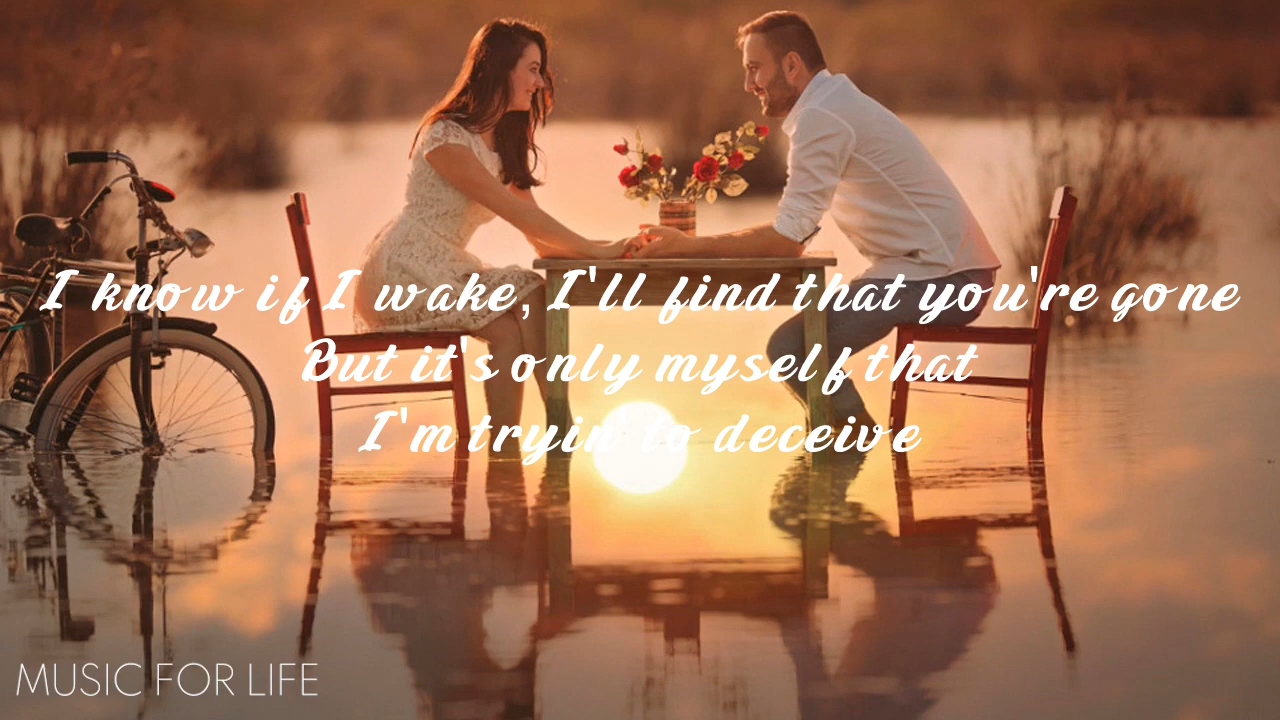 I know if I wake, I'll find that you're gone
But it's only myself that
I'm tryin' to deceive
MUSIC FOR LIFE